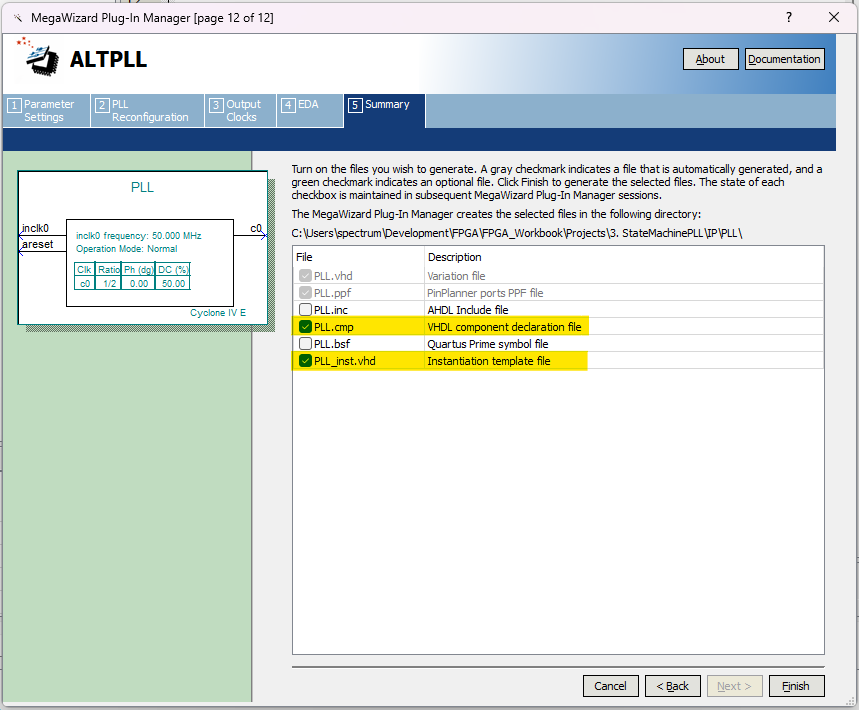 MegaWizard Plug-In Manager [page 12 of 12]
?
ALTPLL
About
Documentation
1 Parameter
Settings
2 PLL
Reconfiguration
3 Output
Clocks
4 EDA
5 Summary
PLL
inclk0
areset
c0
inclk0 frequency: 50.000 MHz
Operation Mode: Normal
Clk Ratio Ph (dg) DC (%)
c0 1/2 0.00 50.00
Cyclone IV E
Turn on the files you wish to generate. A gray checkmark indicates a file that is automatically generated, and a
green checkmark indicates an optional file. Click Finish to generate the selected files. The state of each
checkbox is maintained in subsequent MegaWizard Plug-In Manager sessions.
The MegaWizard Plug-In Manager creates the selected files in the following directory:
C:\Users\spectrum\Development\FPGA\FPGA_Workbook\Projects\3. StateMachinePLL\IP\PLL\
File Description
PLL.vhd Variation file
PLL.ppf PinPlanner ports PPF file
PLL.inc AHDL Include file
PLL.cmp VHDL component declaration file
PLL.bsf Quartus Prime symbol file
PLL_inst.vhd Instantiation template file
Cancel
< Back
Next >
Finish